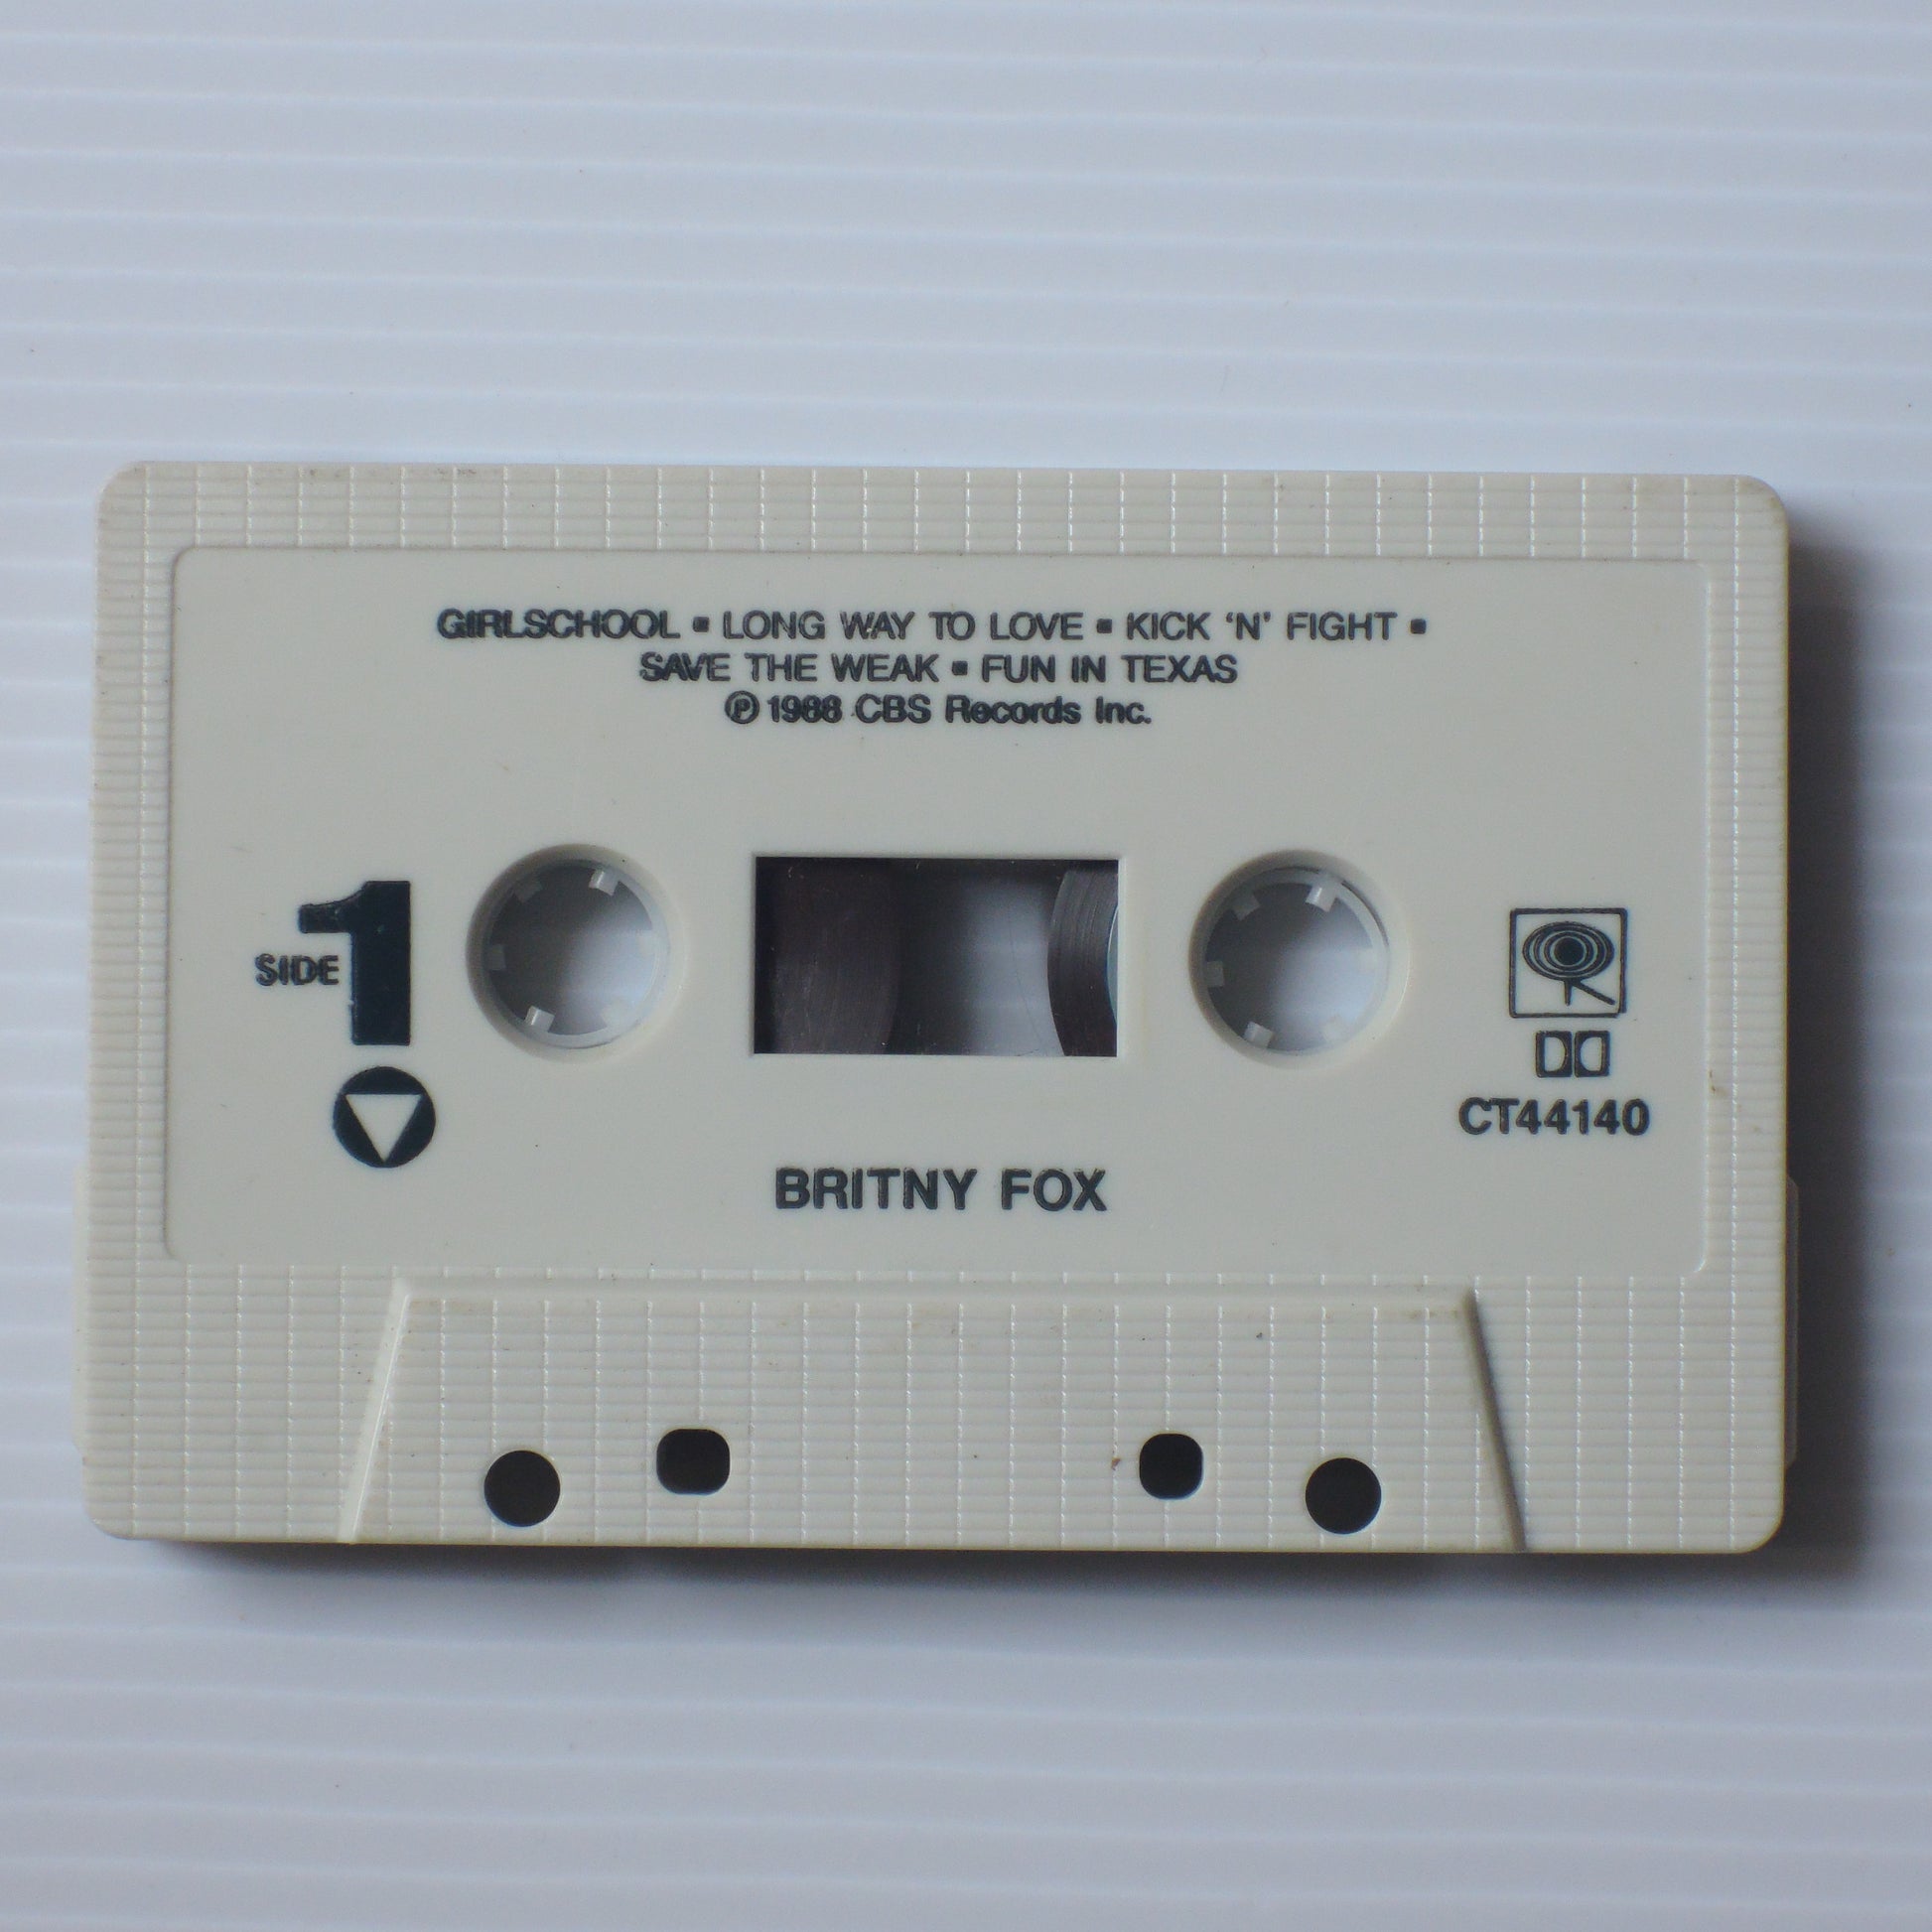 GIRLSCHOOL ▪ LONG WAY TO LOVE ▪ KICK 'N' FIGHT ▪
SAVE THE WEAK ▪ FUN IN TEXAS
℗ 1988 CBS Records Inc.
SIDE 1
CT44140
BRITNY FOX